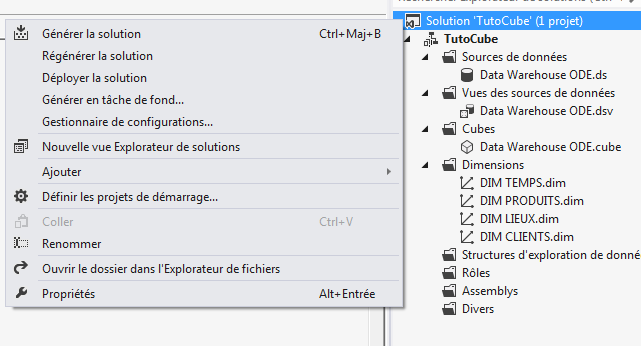 Générer la solution Ctrl+Maj+B
Régénérer la solution
Déployer la solution
Générer en tâche de fond...
Gestionnaire de configurations...
Nouvelle vue Explorateur de solutions
Ajouter
Définir les projets de démarrage...
Coller Ctrl+V
Renommer
Ouvrir le dossier dans l'Explorateur de fichiers
Propriétés Alt+Entrée
Solution 'TutoCube' (1 projet)
TutoCube
Sources de données
Data Warehouse ODE.ds
Vues des sources de données
Data Warehouse ODE.dsv
Cubes
Data Warehouse ODE.cube
Dimensions
DIM TEMPS.dim
DIM PRODUITS.dim
DIM LIEUX.dim
DIM CLIENTS.dim
Structures d'exploration de donné
Rôles
Assemblys
Divers